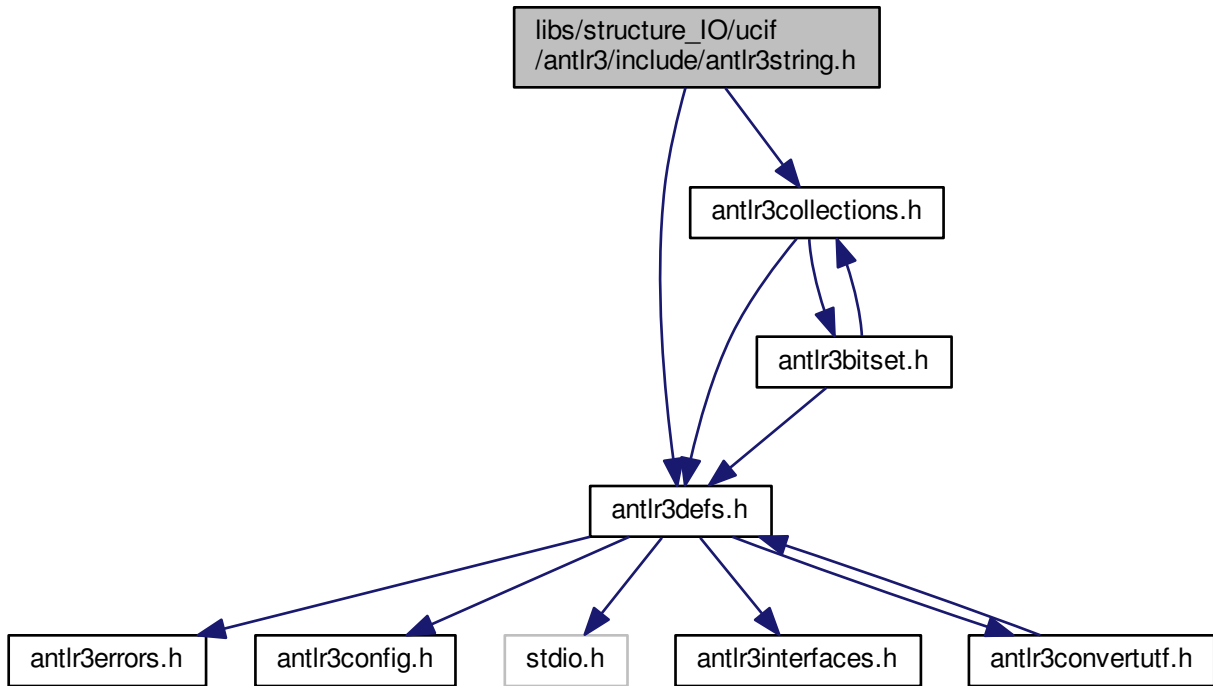 libs/structure_IO/ucif
/antlr3/include/antlr3string.h
antlr3collections.h
antlr3bitset.h
antlr3defs.h
antlr3errors.h
antlr3config.h
stdio.h
antlr3interfaces.h
antlr3convertutf.h